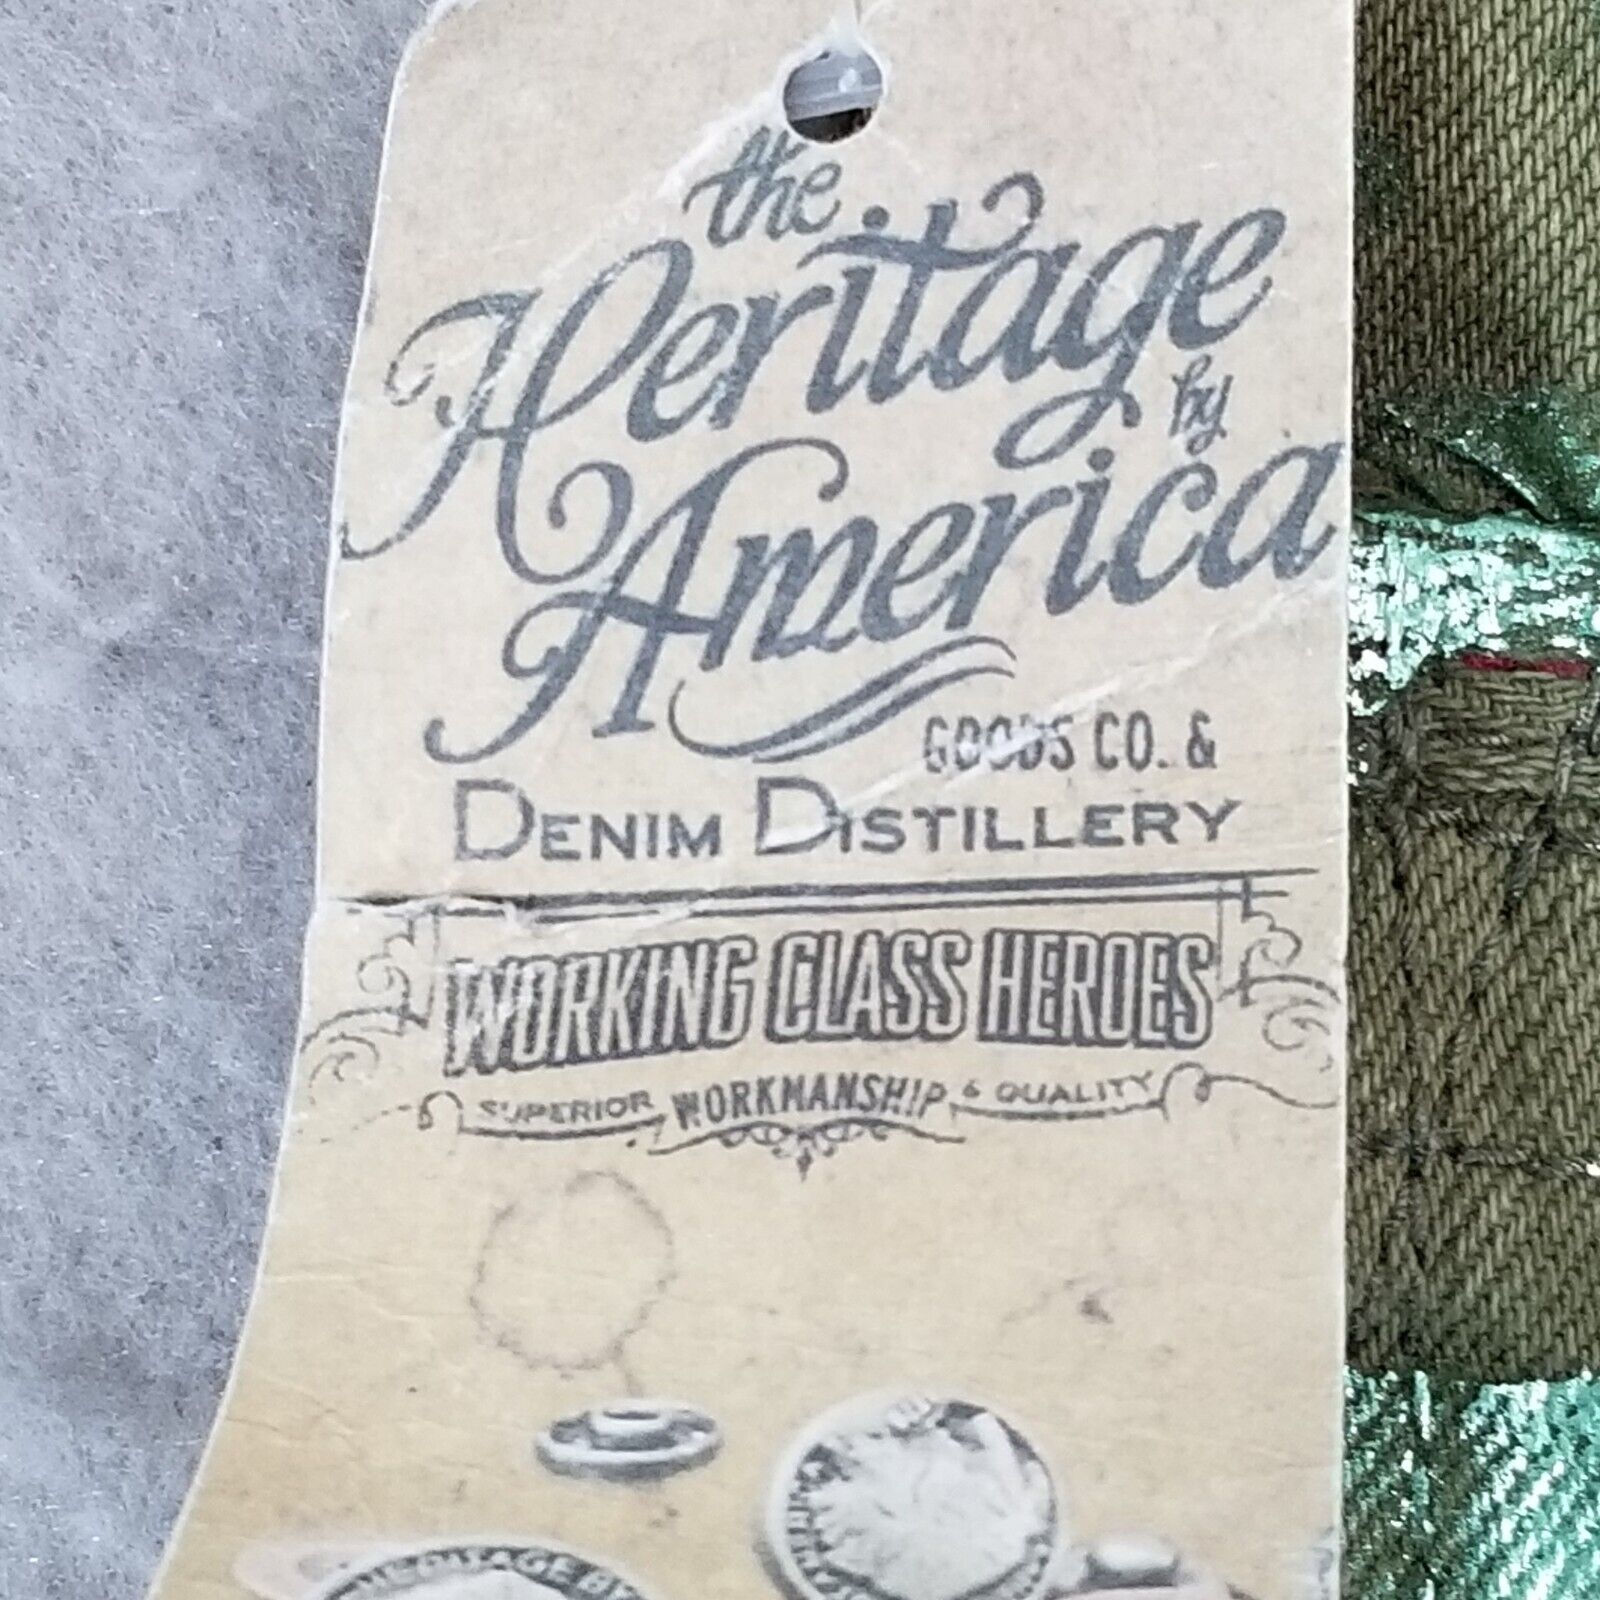 the
Heritage
by
America
GOODS CO. &
DENIM DISTILLERY
WORKING CLASS HEROES
SUPERIOR WORKMANSHIP & QUALITY